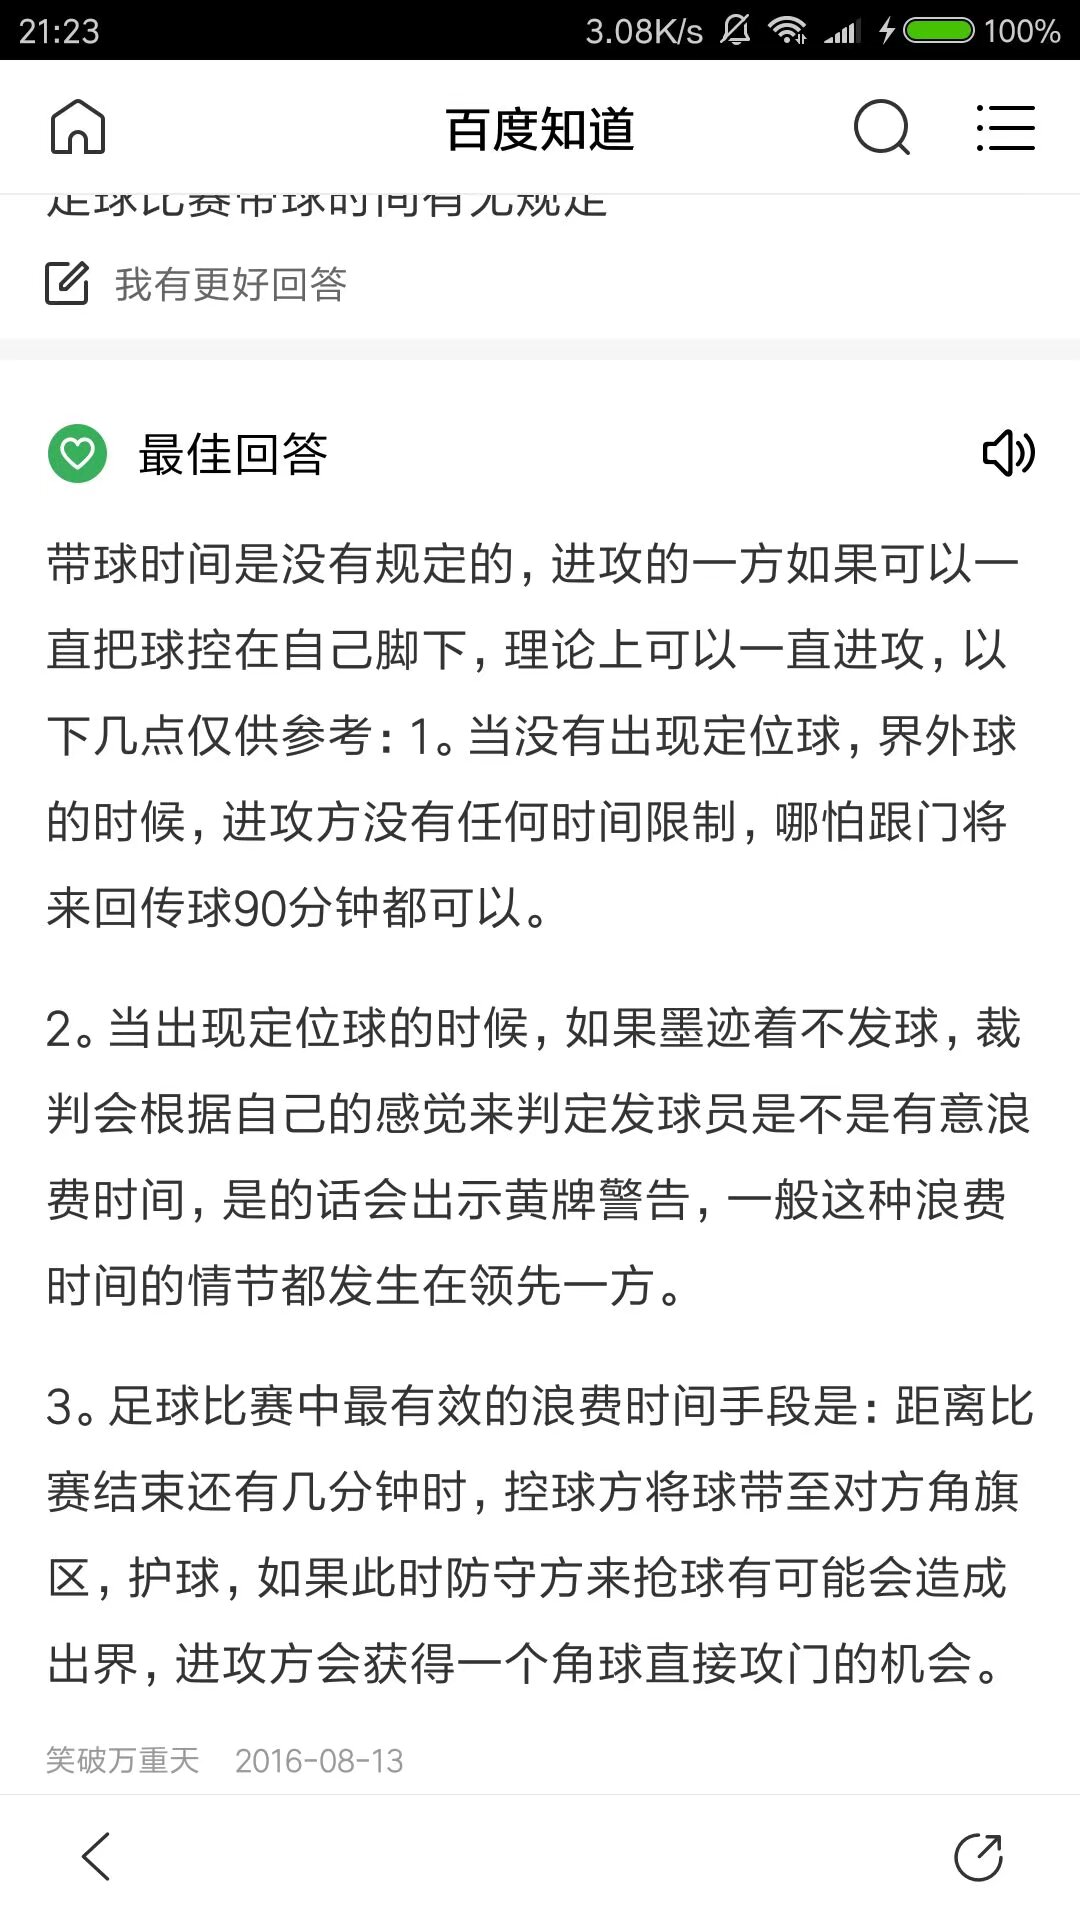 21:23 3.08K/s 100%
百度知道
足球比赛带球时间有无规定
我有更好回答
最佳回答
带球时间是没有规定的，进攻的一方如果可以一
直把球控在自己脚下，理论上可以一直进攻，以
下几点仅供参考：1。当没有出现定位球，界外球
的时候，进攻方没有任何时间限制，哪怕跟门将
来回传球90分钟都可以。
2。当出现定位球的时候，如果墨迹着不发球，裁
判会根据自己的感觉来判定发球员是不是有意浪
费时间，是的话会出示黄牌警告，一般这种浪费
时间的情节都发生在领先一方。
3。足球比赛中最有效的浪费时间手段是：距离比
赛结束还有几分钟时，控球方将球带至对方角旗
区，护球，如果此时防守方来抢球有可能会造成
出界，进攻方会获得一个角球直接攻门的机会。
笑破万重天 2016-08-13